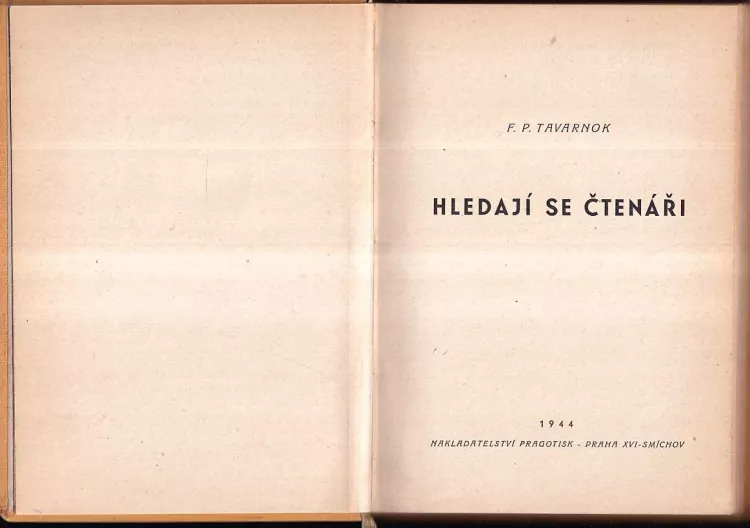 F. P. TAVARNOK
HLEDAJÍ SE ČTENÁŘI
1944
NAKLADATELSTVÍ PRAGOTISK - PRAHA XVI-SMÍCHOV